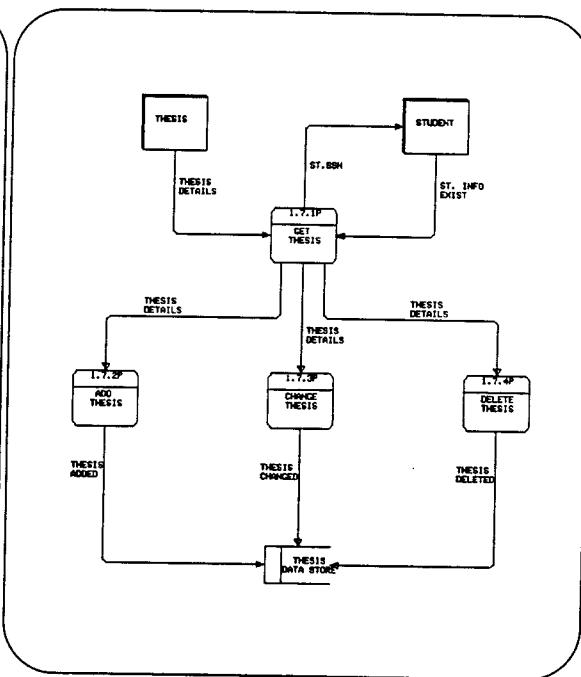 THESIS
STUDENT
ST.SSN
THESIS
DETAILS
ST. INFO
EXIST
1.7.1P
GET
THESIS
THESIS
DETAILS
THESIS
DETAILS
THESIS
DETAILS
1.7.2P
ADD
THESIS
1.7.3P
CHANGE
THESIS
1.7.4P
DELETE
THESIS
THESIS
ADDED
THESIS
CHANGED
THESIS
DELETED
THESIS
DATA STORE